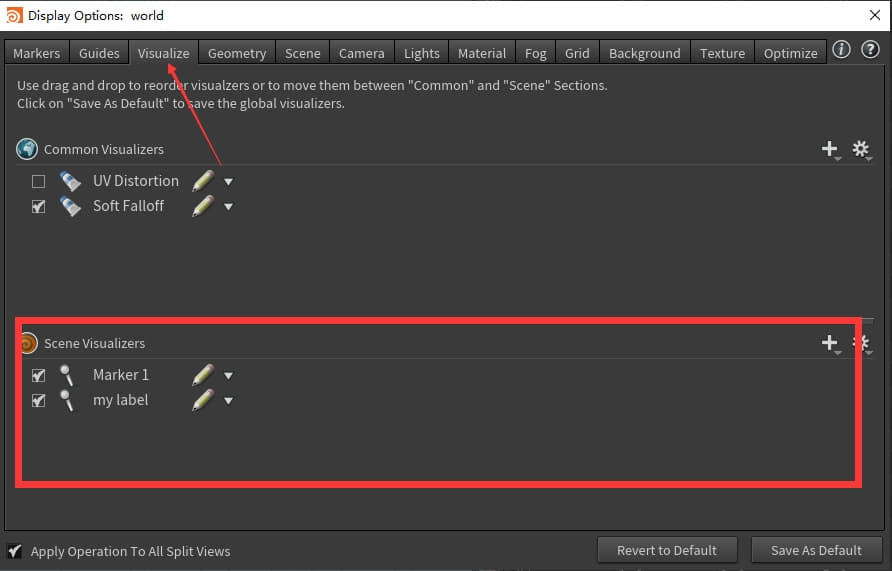 Display Options: world
Markers Guides Visualize Geometry Scene Camera Lights Material Fog Grid Background Texture Optimize
Use drag and drop to reorder visualzers or to move them between "Common" and "Scene" Sections.
Click on "Save As Default" to save the global visualizers.
Common Visualizers
UV Distortion
Soft Falloff
Scene Visualizers
Marker 1
my label
Apply Operation To All Split Views
Revert to Default
Save As Default